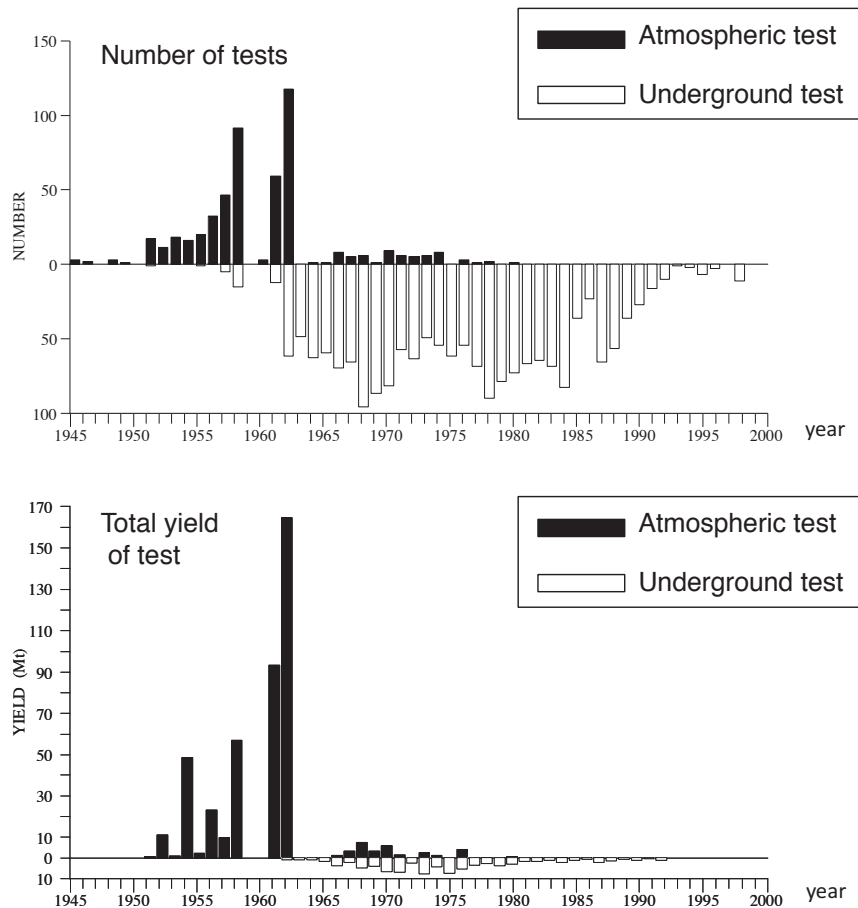 150
Number of tests
Atmospheric test
Underground test
100
50
0
50
100
NUMBER
1945 1950 1955 1960 1965 1970 1975 1980 1985 1990 1995 2000 year
170
Total yield
of test
Atmospheric test
Underground test
150
130
110
90
70
50
30
10
0
10
YIELD (Mt)
1945 1950 1955 1960 1965 1970 1975 1980 1985 1990 1995 2000 year